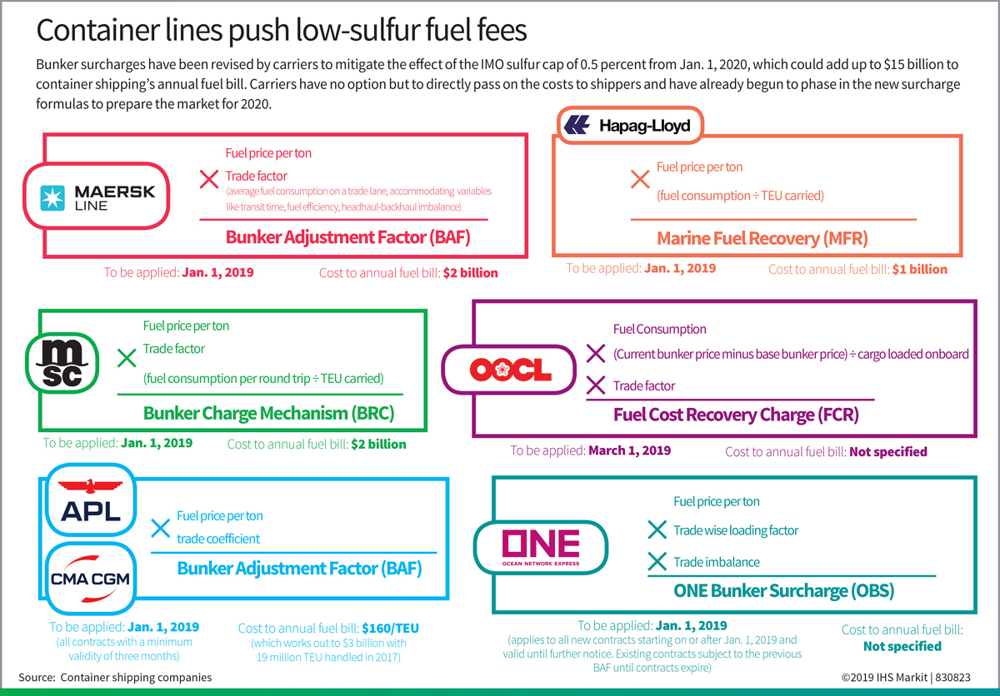 Container lines push low-sulfur fuel fees
Bunker surcharges have been revised by carriers to mitigate the effect of the IMO sulfur cap of 0.5 percent from Jan. 1, 2020, which could add up to $15 billion to
container shipping's annual fuel bill. Carriers have no option but to directly pass on the costs to shippers and have already begun to phase in the new surcharge
formulas to prepare the market for 2020.
MAERSK
LINE
Fuel price per ton
× Trade factor
(average fuel consumption on a trade lane, accommodating variables
like transit time, fuel efficiency, headhaul-backhaul imbalance)
Bunker Adjustment Factor (BAF)
To be applied: Jan. 1, 2019
Cost to annual fuel bill: $2 billion
Hapag-Lloyd
Fuel price per ton
×
(fuel consumption ÷ TEU carried)
Marine Fuel Recovery (MFR)
To be applied: Jan. 1, 2019
Cost to annual fuel bill: $1 billion
m
sc
Fuel price per ton
× Trade factor
(fuel consumption per round trip ÷ TEU carried)
Bunker Charge Mechanism (BRC)
To be applied: Jan. 1, 2019
Cost to annual fuel bill: $2 billion
OOCL
Fuel Consumption
× (Current bunker price minus base bunker price) ÷ cargo loaded onboard
× Trade factor
Fuel Cost Recovery Charge (FCR)
To be applied: March 1, 2019
Cost to annual fuel bill: Not specified
APL
CMA CGM
Fuel price per ton
×
trade coefficient
Bunker Adjustment Factor (BAF)
To be applied: Jan. 1, 2019
(all contracts with a minimum
validity of three months)
Cost to annual fuel bill: $160/TEU
(which works out to $3 billion with
19 million TEU handled in 2017)
ONE
OCEAN NETWORK EXPRESS
Fuel price per ton
× Trade wise loading factor
× Trade imbalance
ONE Bunker Surcharge (OBS)
To be applied: Jan. 1, 2019
(applies to all new contracts starting on or after Jan. 1, 2019 and
valid until further notice. Existing contracts subject to the previous
BAF until contracts expire)
Cost to annual fuel bill:
Not specified
Source: Container shipping companies
©2019 IHS Markit | 830823